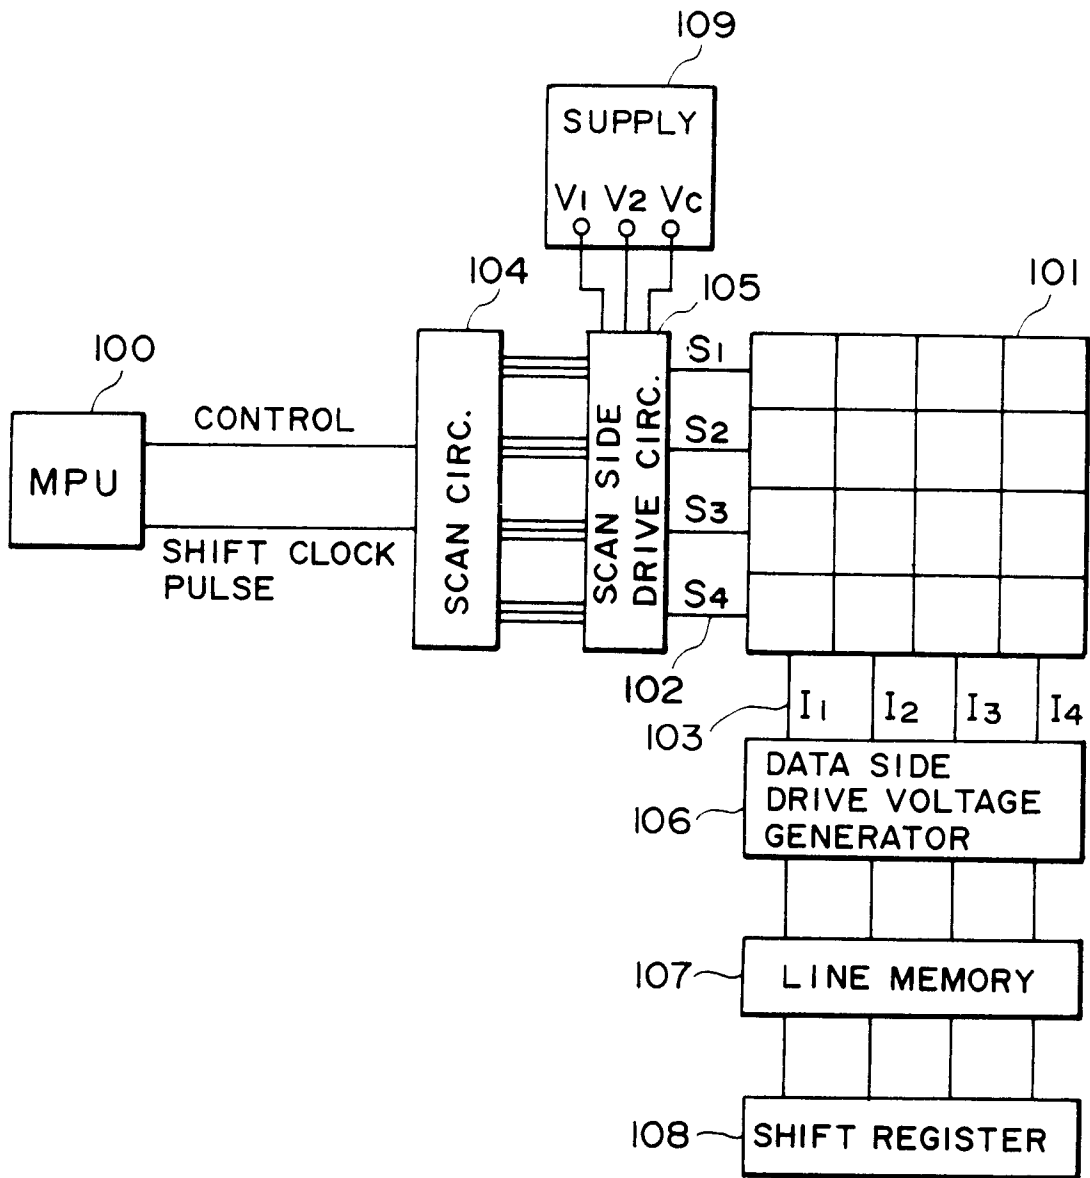 109
SUPPLY
V1 V2 VC
104
105
101
100
S1
CONTROL
S2
MPU
SCAN CIRC.
SCAN SIDE
DRIVE CIRC.
S3
SHIFT CLOCK
PULSE
S4
102
103
I1 I2 I3 I4
DATA SIDE
DRIVE VOLTAGE
GENERATOR
106
107
LINE MEMORY
108
SHIFT REGISTER